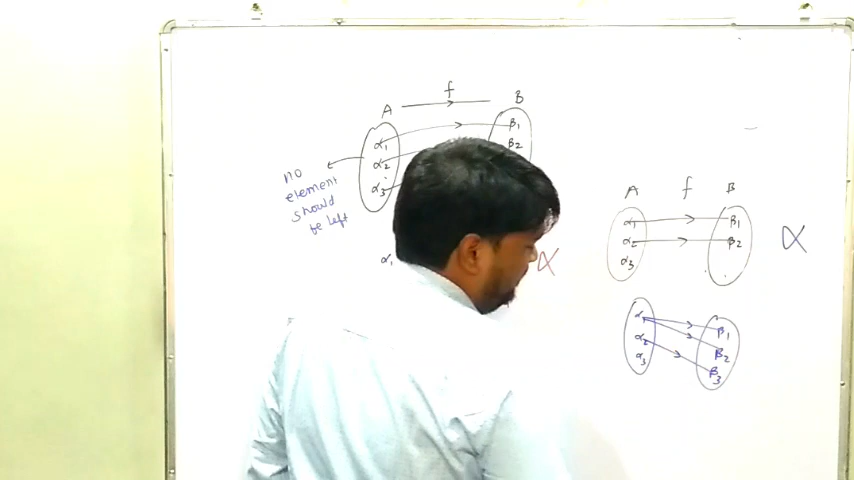 f
A B
α₁ β₁
α₂ β₂
α₃
no
element
should
be left
α₁
A f B
α₁ β₁
α₂ β₂
α₃
α₁ β₁
α₂ β₂
α₃ β₃